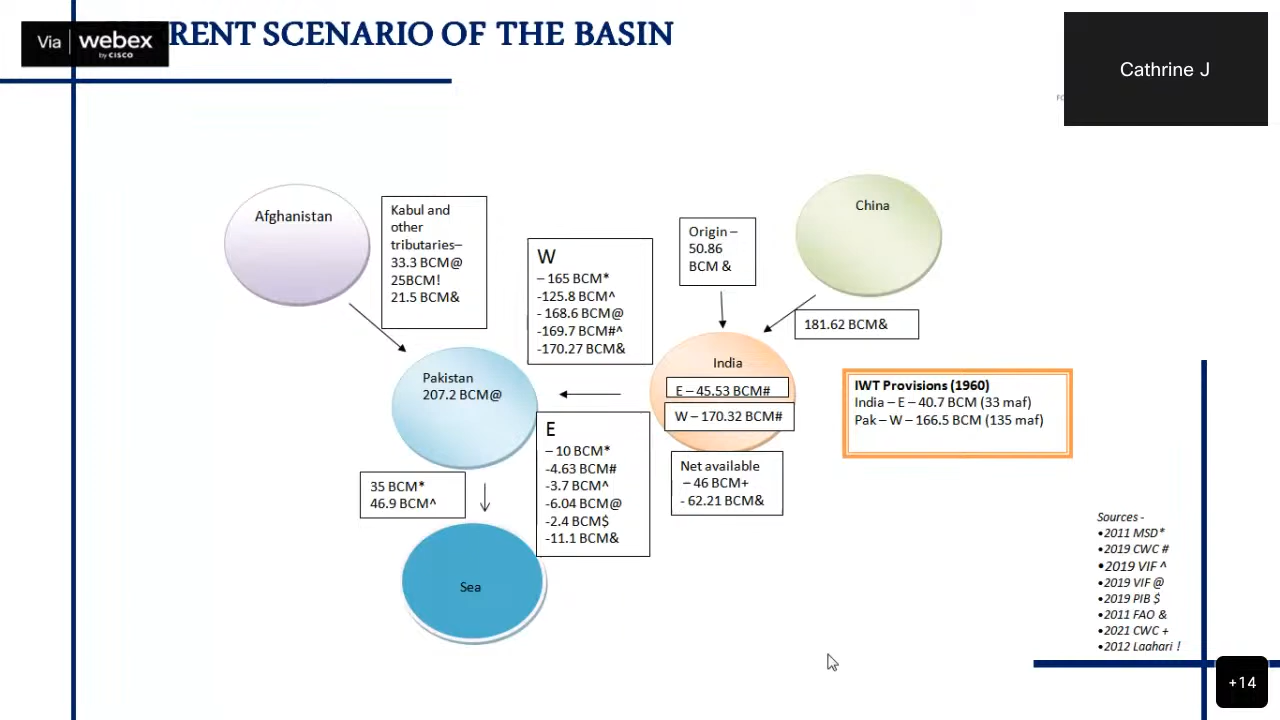 Via webex
by CISCO
RENT SCENARIO OF THE BASIN
Cathrine J
Afghanistan
Kabul and
other
tributaries–
33.3 BCM@
25BCM!
21.5 BCM&
W
– 165 BCM*
-125.8 BCM^
- 168.6 BCM@
-169.7 BCM#^
-170.27 BCM&
Origin –
50.86
BCM &
China
181.62 BCM&
Pakistan
207.2 BCM@
India
E – 45.53 BCM#
W – 170.32 BCM#
IWT Provisions (1960)
India – E – 40.7 BCM (33 maf)
Pak – W – 166.5 BCM (135 maf)
E
– 10 BCM*
-4.63 BCM#
-3.7 BCM^
-6.04 BCM@
-2.4 BCM$
-11.1 BCM&
Net available
– 46 BCM+
- 62.21 BCM&
35 BCM*
46.9 BCM^
Sea
Sources -
•2011 MSD*
•2019 CWC #
•2019 VIF ^
•2019 VIF @
•2019 PIB $
•2011 FAO &
•2021 CWC +
•2012 Laahari !
+14